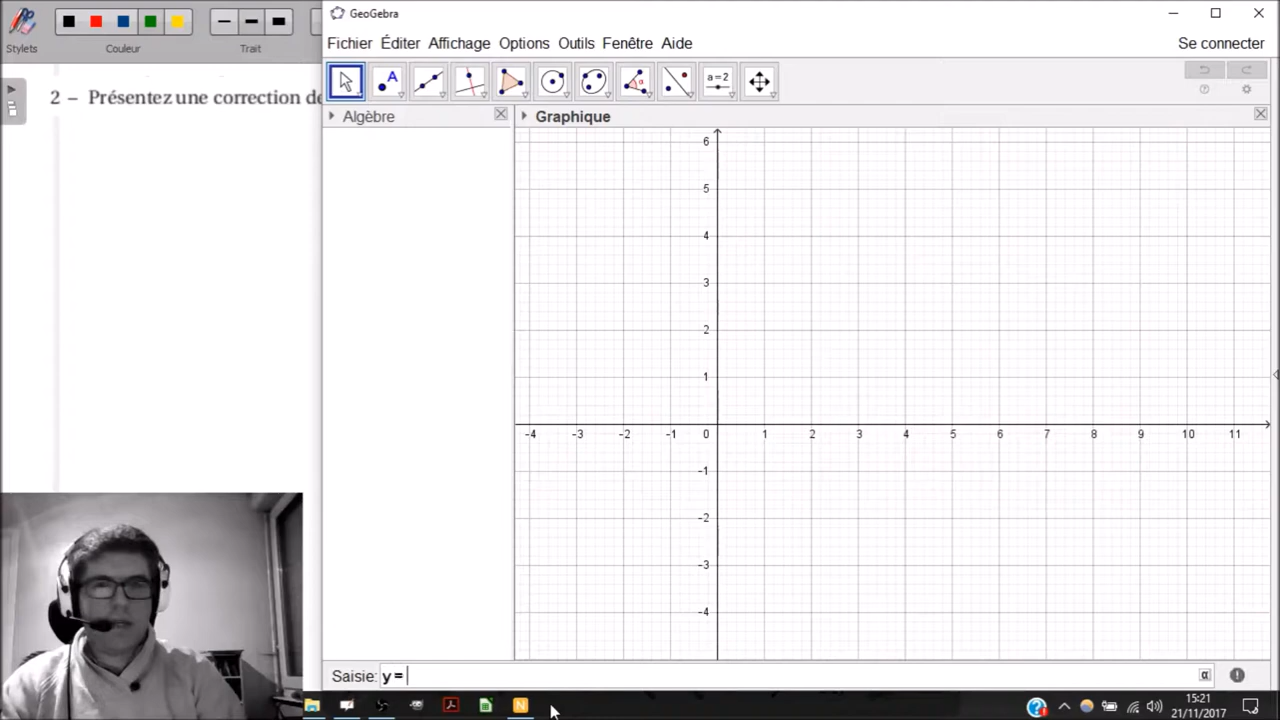 GeoGebra
Fichier Éditer Affichage Options Outils Fenêtre Aide
Se connecter
Stylets
Couleur
Trait
A
α
a=2
2 – Présentez une correction de
Algèbre
Graphique
6
5
4
3
2
1
-4 -3 -2 -1 0 1 2 3 4 5 6 7 8 9 10 11
-1
-2
-3
-4
Saisie: y =
α
N
15:21
21/11/2017